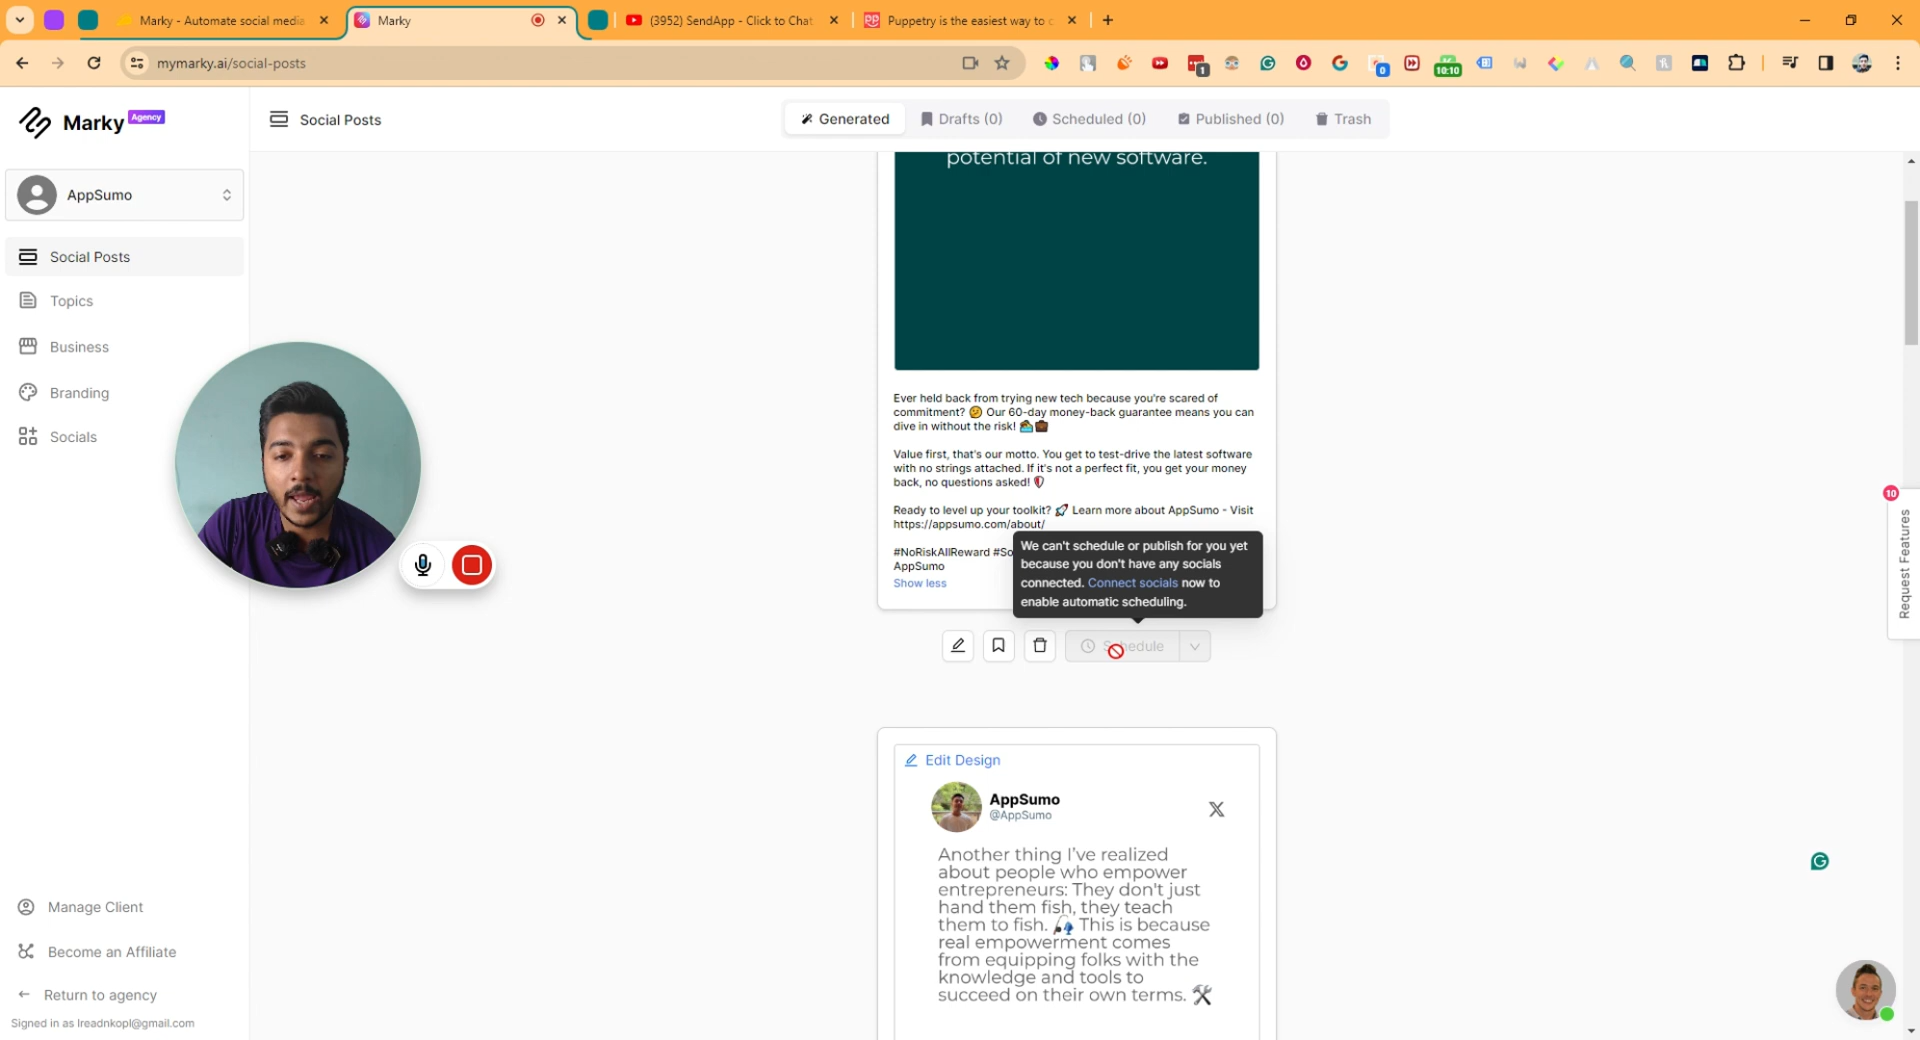 Marky - Automate social media
Marky
(3952) SendApp - Click to Chat
PP
Puppetry is the easiest way to c
mymarky.ai/social-posts
1
0
10:10
Marky
Agency
Social Posts
Generated
Drafts (0)
Scheduled (0)
Published (0)
Trash
AppSumo
Social Posts
Topics
Business
Branding
Socials
potential of new software.
Ever held back from trying new tech because you're scared of
commitment? 🤔 Our 60-day money-back guarantee means you can
dive in without the risk! 🏊💼
Value first, that's our motto. You get to test-drive the latest software
with no strings attached. If it's not a perfect fit, you get your money
back, no questions asked! 🛡️
Ready to level up your toolkit? 🚀 Learn more about AppSumo - Visit
https://appsumo.com/about/
#NoRiskAllReward #So
AppSumo
Show less
We can't schedule or publish for you yet
because you don't have any socials
connected. Connect socials now to
enable automatic scheduling.
Schedule
10
Request Features
Edit Design
AppSumo
@AppSumo
Another thing I've realized
about people who empower
entrepreneurs: They don't just
hand them fish, they teach
them to fish. 🎣 This is because
real empowerment comes
from equipping folks with the
knowledge and tools to
succeed on their own terms. 🛠️
Manage Client
Become an Affiliate
Return to agency
Signed in as lreadnkopl@gmail.com